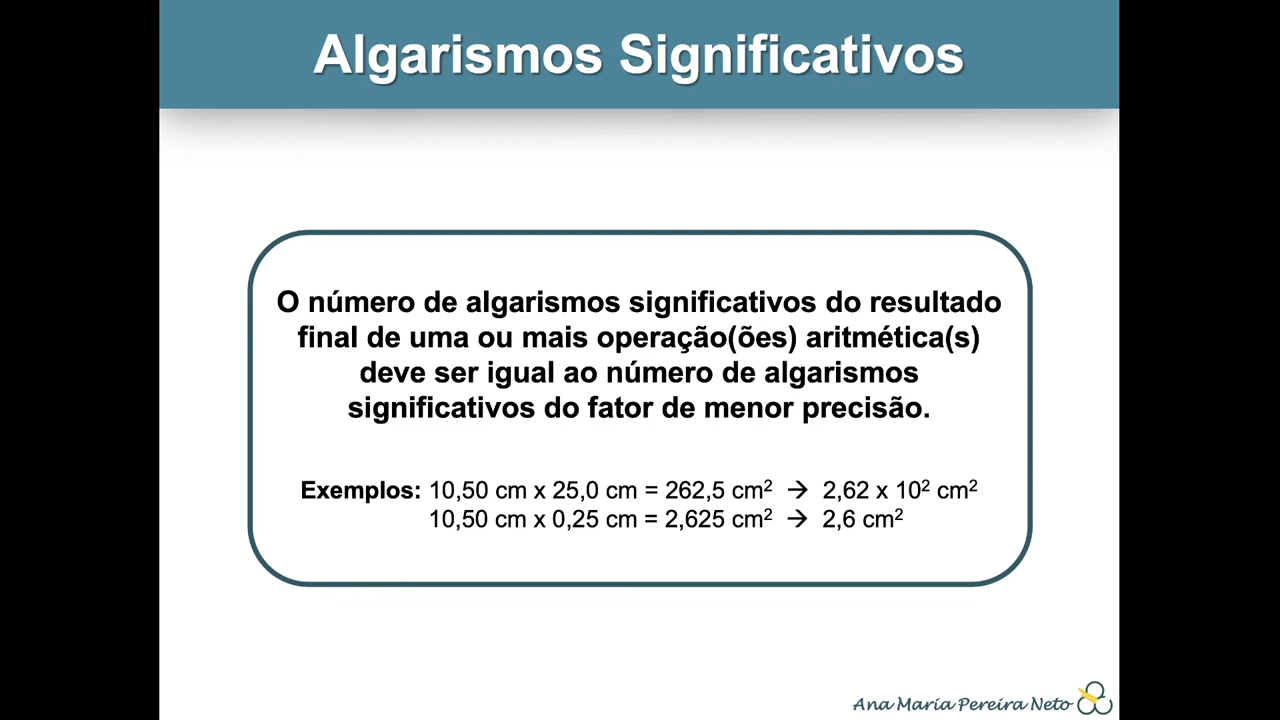 Algarismos Significativos
O número de algarismos significativos do resultado
final de uma ou mais operação(ões) aritmética(s)
deve ser igual ao número de algarismos
significativos do fator de menor precisão.
Exemplos: 10,50 cm x 25,0 cm = 262,5 cm² → 2,62 x 10² cm²
10,50 cm x 0,25 cm = 2,625 cm² → 2,6 cm²
Ana Maria Pereira Neto